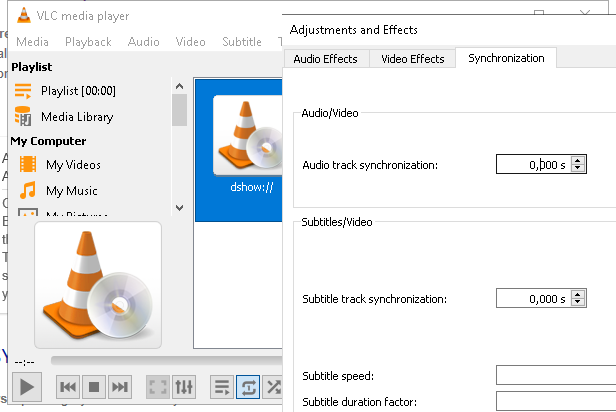 VLC media player
Media Playback Audio Video Subtitle
Playlist
Playlist [00:00]
Media Library
My Computer
My Videos
My Music
My Pictures
dshow://
--:--
Adjustments and Effects
Audio Effects Video Effects Synchronization
Audio/Video
Audio track synchronization: 0,000 s
Subtitles/Video
Subtitle track synchronization: 0,000 s
Subtitle speed:
Subtitle duration factor: